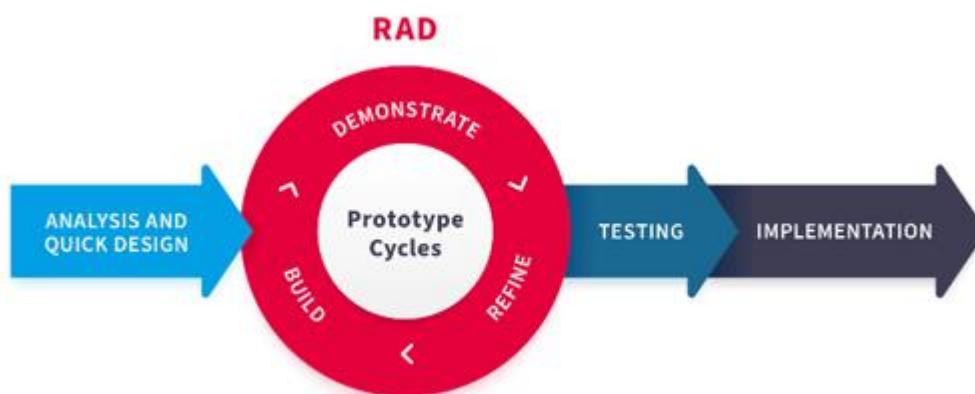 RAD
ANALYSIS AND
QUICK DESIGN
DEMONSTRATE
REFINE
BUILD
Prototype
Cycles
TESTING
IMPLEMENTATION